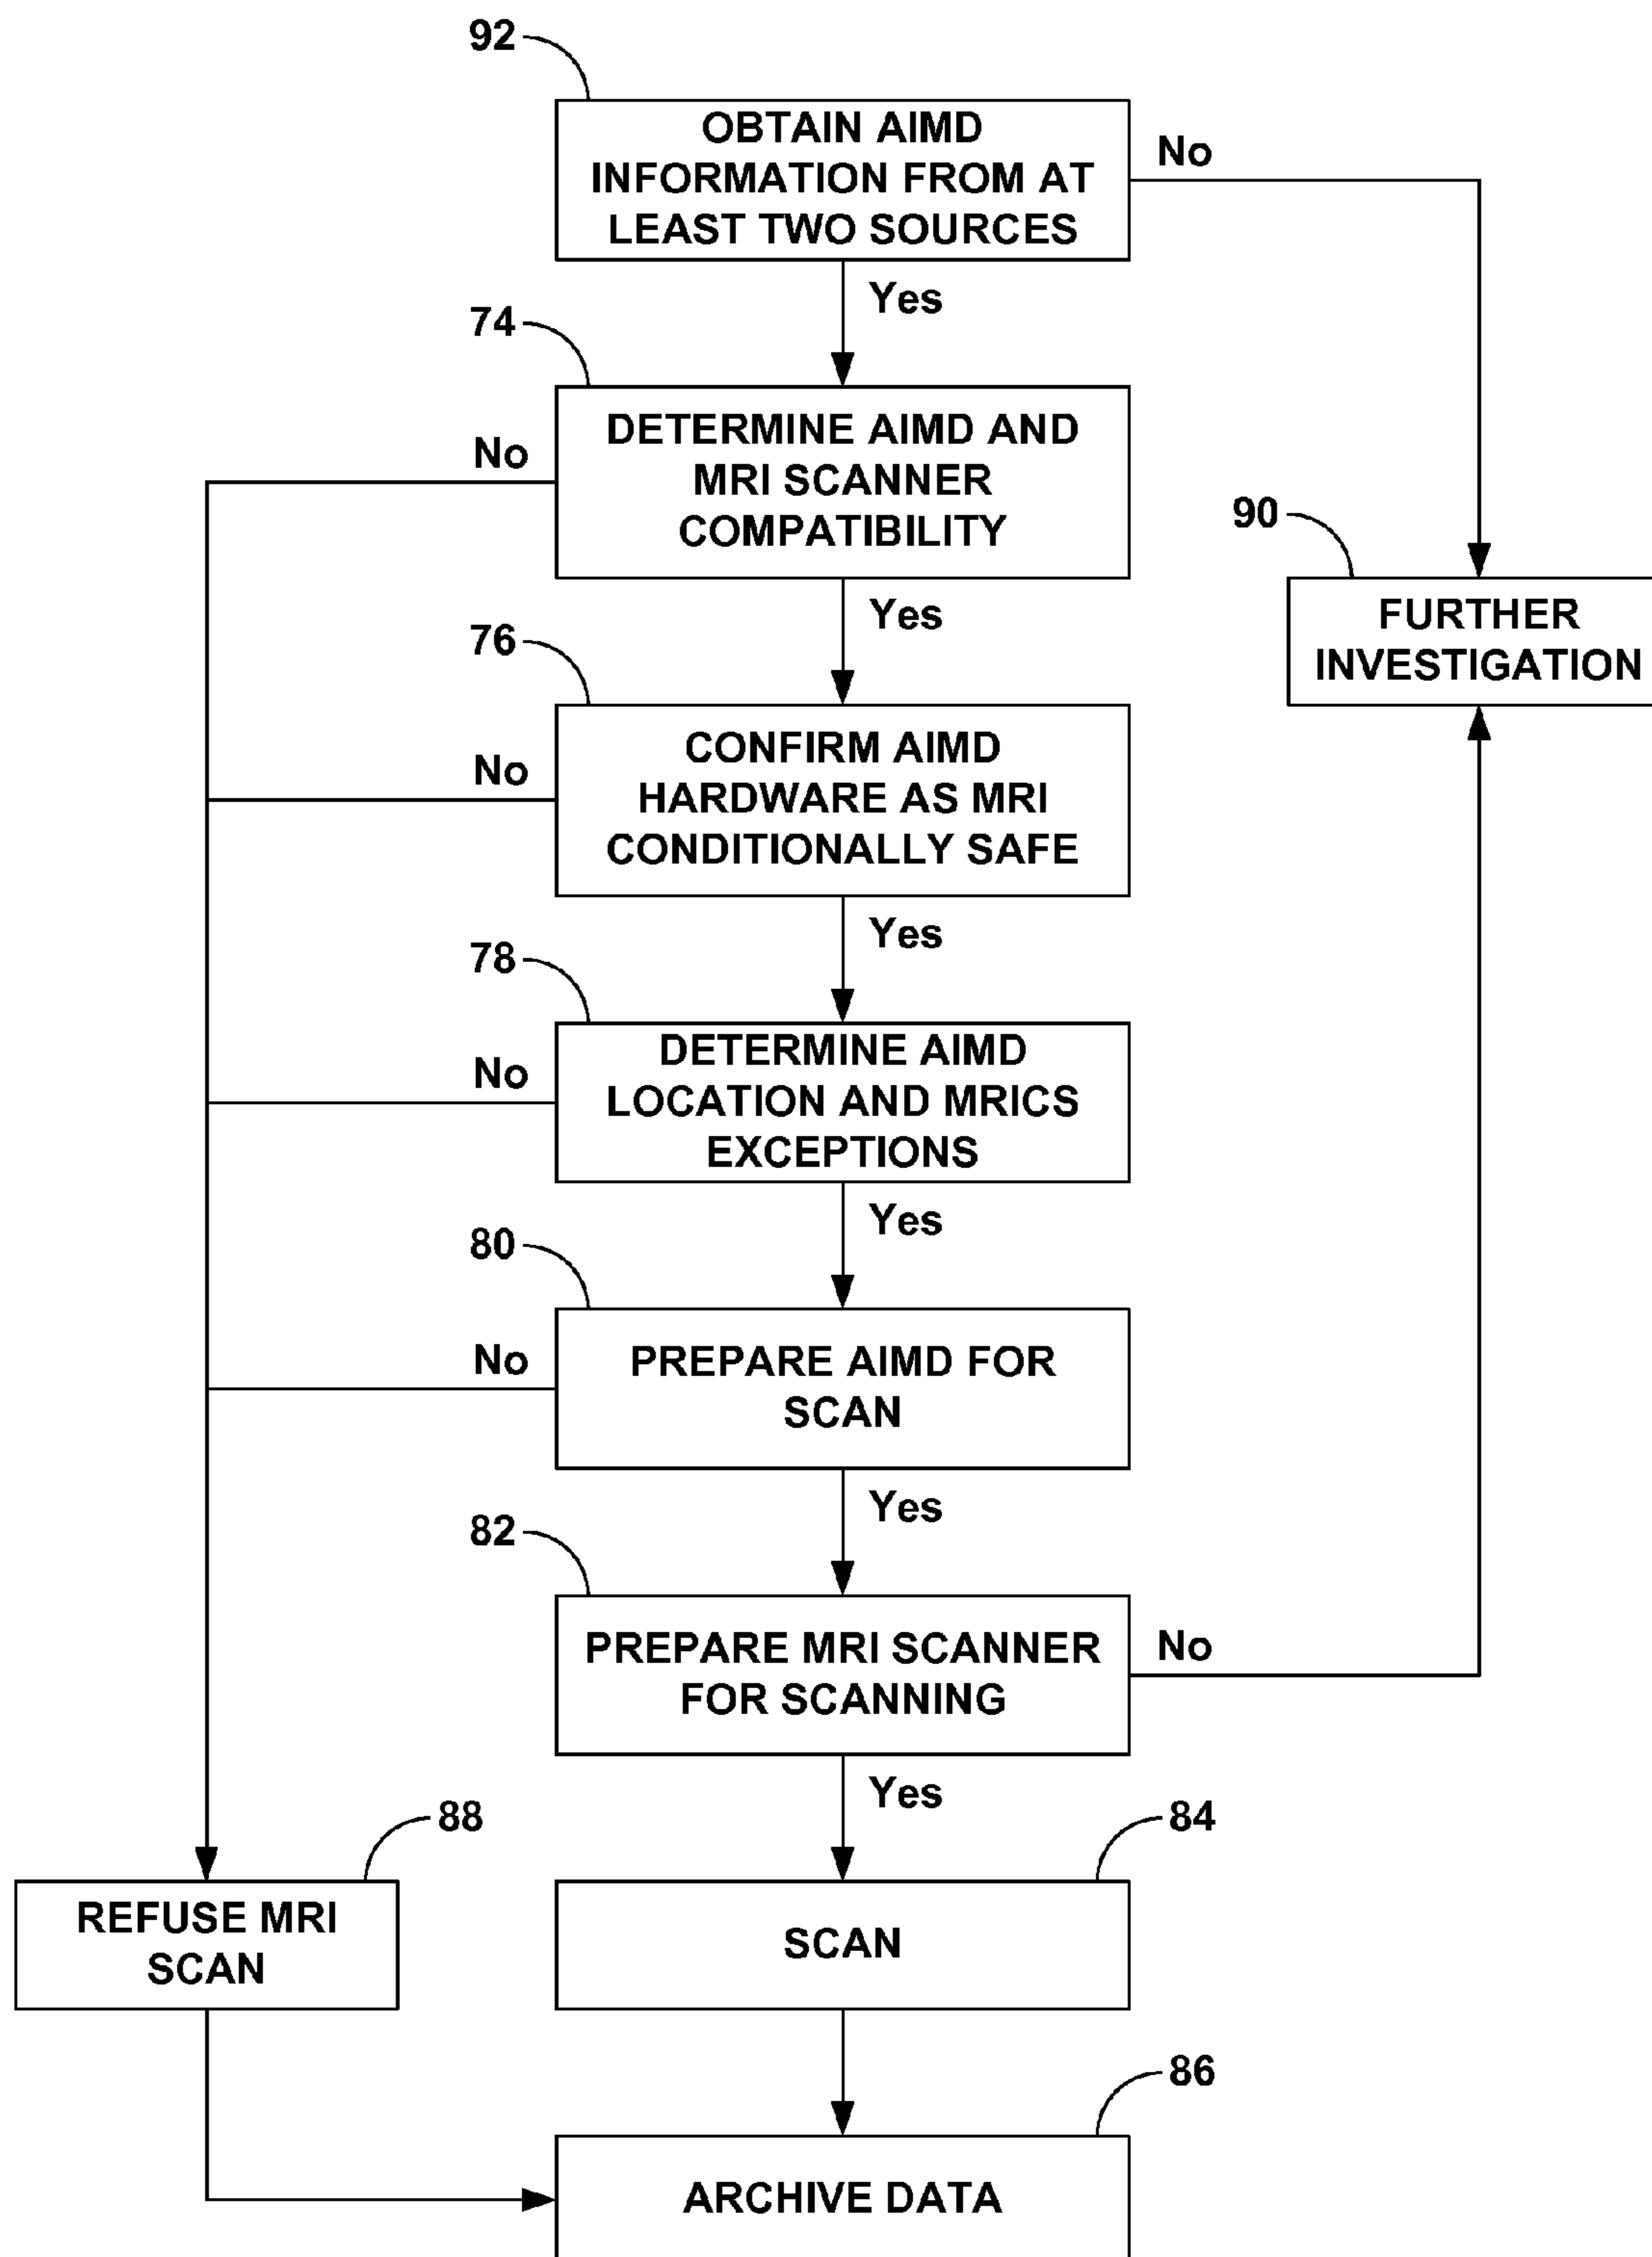 92
OBTAIN AIMD
INFORMATION FROM AT
LEAST TWO SOURCES
No
Yes
74
DETERMINE AIMD AND
MRI SCANNER
COMPATIBILITY
No
Yes
90
FURTHER
INVESTIGATION
76
CONFIRM AIMD
HARDWARE AS MRI
CONDITIONALLY SAFE
No
Yes
78
DETERMINE AIMD
LOCATION AND MRICS
EXCEPTIONS
No
Yes
80
PREPARE AIMD FOR
SCAN
No
Yes
82
PREPARE MRI SCANNER
FOR SCANNING
No
Yes
88
REFUSE MRI
SCAN
84
SCAN
86
ARCHIVE DATA